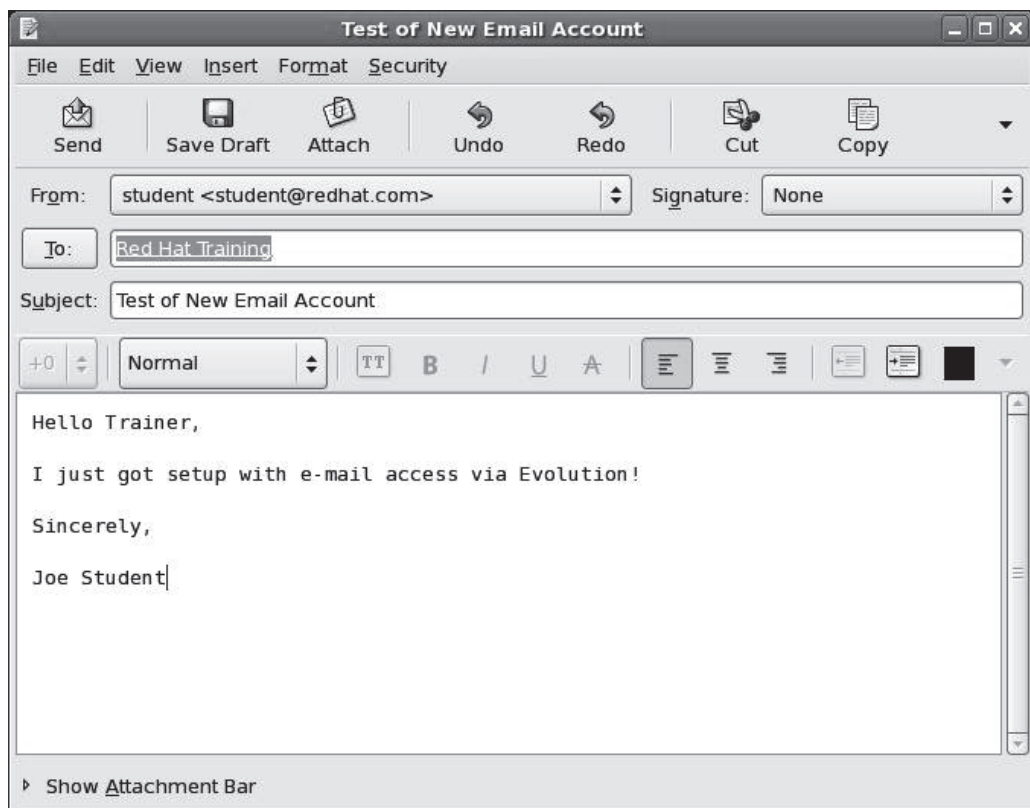 Test of New Email Account
File Edit View Insert Format Security
Send Save Draft Attach Undo Redo Cut Copy
From: student <student@redhat.com> Signature: None
To: Red Hat Training
Subject: Test of New Email Account
+0 Normal TT B I U A
Hello Trainer,
I just got setup with e-mail access via Evolution!
Sincerely,
Joe Student
Show Attachment Bar